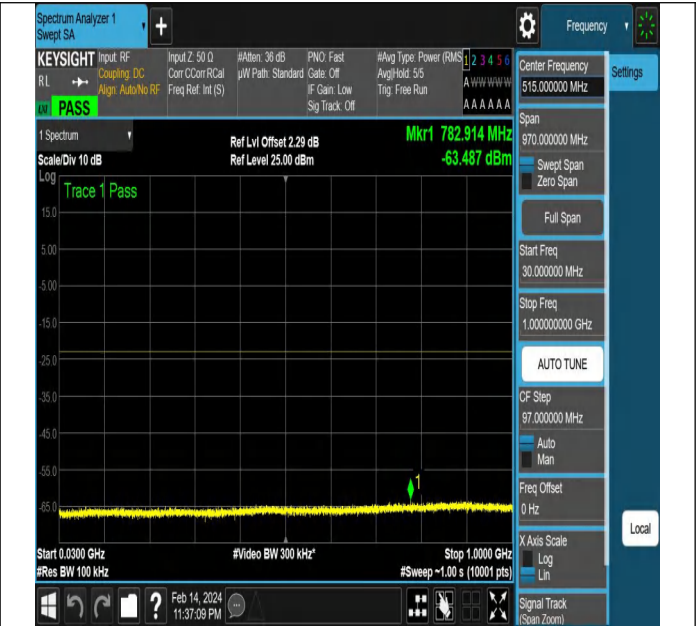 Spectrum Analyzer 1
Swept SA
Frequency
KEYSIGHT
RL
PASS
Input: RF
Coupling: DC
Align: Auto/No RF
Input Z: 50 Ω
Corr CCorr RCal
Freq Ref: Int (S)
#Atten: 36 dB
µW Path: Standard
PNO: Fast
Gate: Off
IF Gain: Low
Sig Track: Off
#Avg Type: Power (RMS
Avg|Hold: 5/5
Trig: Free Run
1 2 3 4 5 6
A W W W W W
A A A A A A
Center Frequency
515.000000 MHz
Settings
1 Spectrum
Scale/Div 10 dB
Ref Lvl Offset 2.29 dB
Ref Level 25.00 dBm
Mkr1 782.914 MHz
-63.487 dBm
Span
970.000000 MHz
Swept Span
Zero Span
Full Span
Start Freq
30.000000 MHz
Stop Freq
1.000000000 GHz
AUTO TUNE
CF Step
97.000000 MHz
Auto
Man
Freq Offset
0 Hz
X Axis Scale
Log
Lin
Local
Signal Track
(Span Zoom)
Log
Trace 1 Pass
15.0
5.00
-5.00
-15.0
-25.0
-35.0
-45.0
-55.0
-65.0
1
Start 0.0300 GHz
#Res BW 100 kHz
#Video BW 300 kHz*
Stop 1.0000 GHz
#Sweep ~1.00 s (10001 pts)
?
Feb 14, 2024
11:37:09 PM